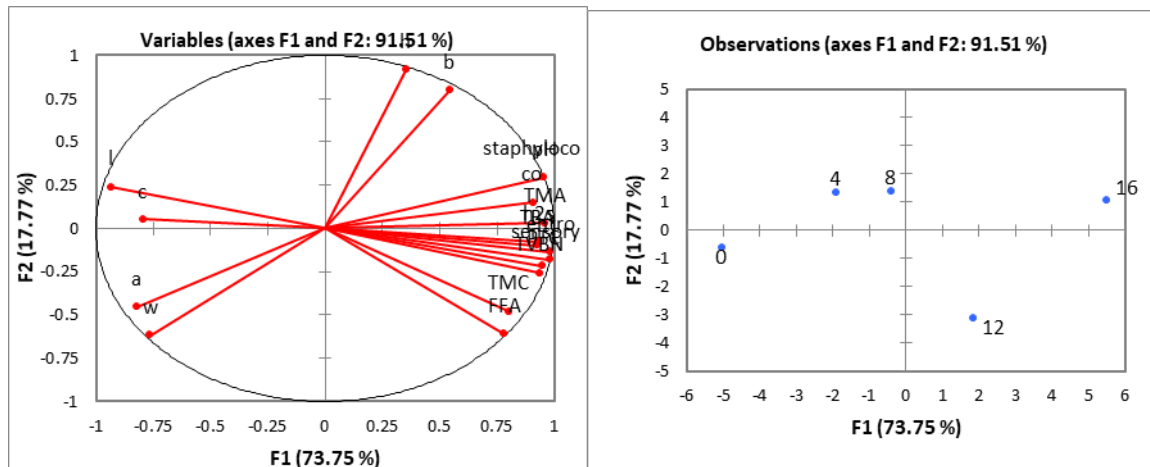 Variables (axes F1 and F2: 91.51 %)
b
1
0.75
0.5
0.25
0
-0.25
-0.5
-0.75
-1
F2 (17.77 %)
l
c
a
w
staphyloco
co
TMA
sensory
TVBN
TMC
FFA
-1
-0.75
-0.5
-0.25
0
0.25
0.5
0.75
1
F1 (73.75 %)
Observations (axes F1 and F2: 91.51 %)
5
4
3
2
1
0
-1
-2
-3
-4
-5
F2 (17.77 %)
0
4
8
12
16
-6
-5
-4
-3
-2
-1
0
1
2
3
4
5
6
F1 (73.75 %)